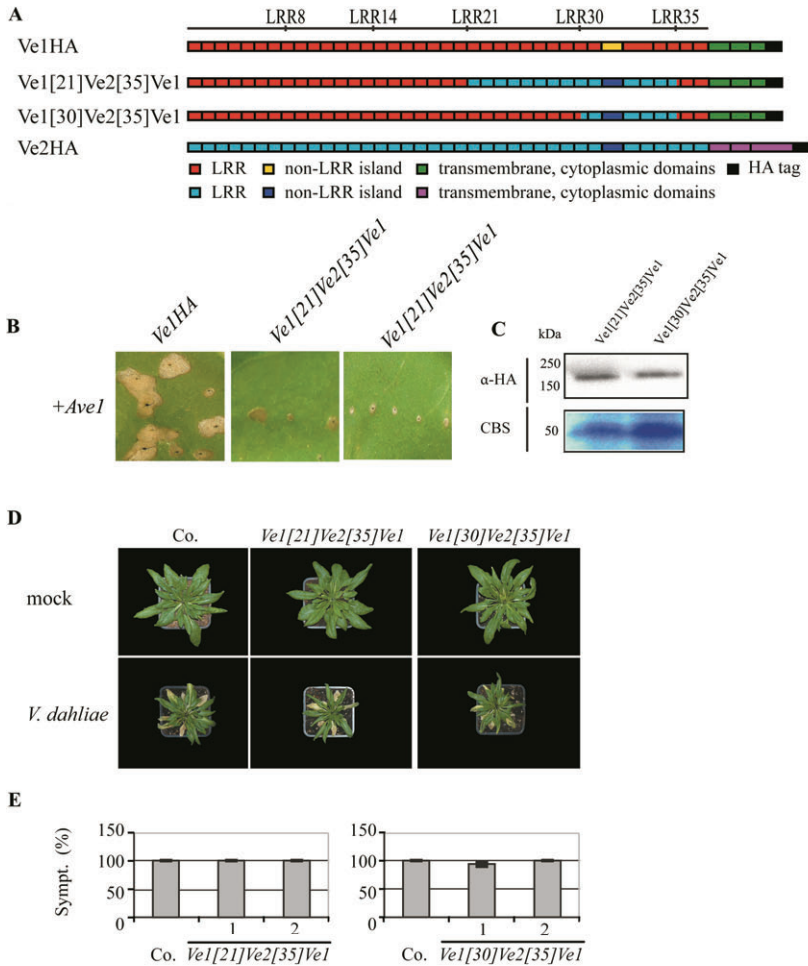 A
LRR8 LRR14 LRR21 LRR30 LRR35
Ve1HA
Ve1[21]Ve2[35]Ve1
Ve1[30]Ve2[35]Ve1
Ve2HA
LRR non-LRR island transmembrane, cytoplasmic domains HA tag
LRR non-LRR island transmembrane, cytoplasmic domains
B
Ve1HA
Ve1[21]Ve2[35]Ve1
Ve1[21]Ve2[35]Ve1
+Ave1
C
kDa
Ve1[21]Ve2[35]Ve1
Ve1[30]Ve2[35]Ve1
α-HA
250
150
CBS
50
D
Co. Ve1[21]Ve2[35]Ve1 Ve1[30]Ve2[35]Ve1
mock
V. dahliae
E
Sympt. (%)
150
100
50
0
1 2
Co. Ve1[21]Ve2[35]Ve1
150
100
50
0
1 2
Co. Ve1[30]Ve2[35]Ve1